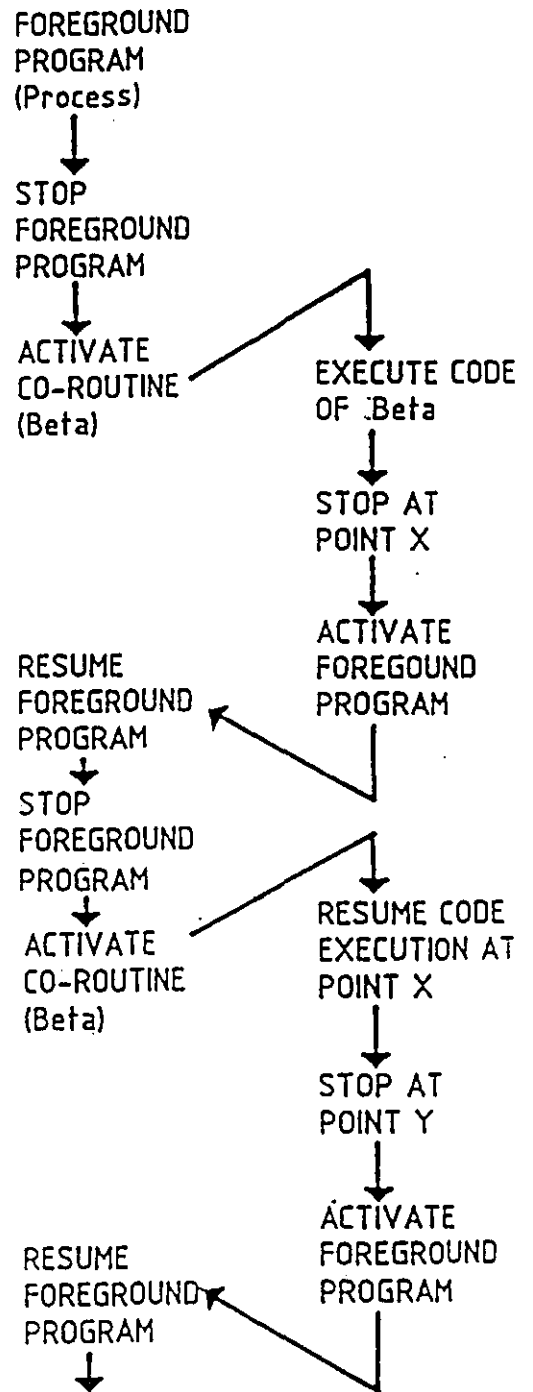 FOREGROUND
PROGRAM
(Process)
STOP
FOREGROUND
PROGRAM
ACTIVATE
CO-ROUTINE
(Beta)
EXECUTE CODE
OF Beta
STOP AT
POINT X
ACTIVATE
FOREGOUND
PROGRAM
RESUME
FOREGROUND
PROGRAM
STOP
FOREGROUND
PROGRAM
ACTIVATE
CO-ROUTINE
(Beta)
RESUME CODE
EXECUTION AT
POINT X
STOP AT
POINT Y
ACTIVATE
FOREGROUND
PROGRAM
RESUME
FOREGROUND
PROGRAM